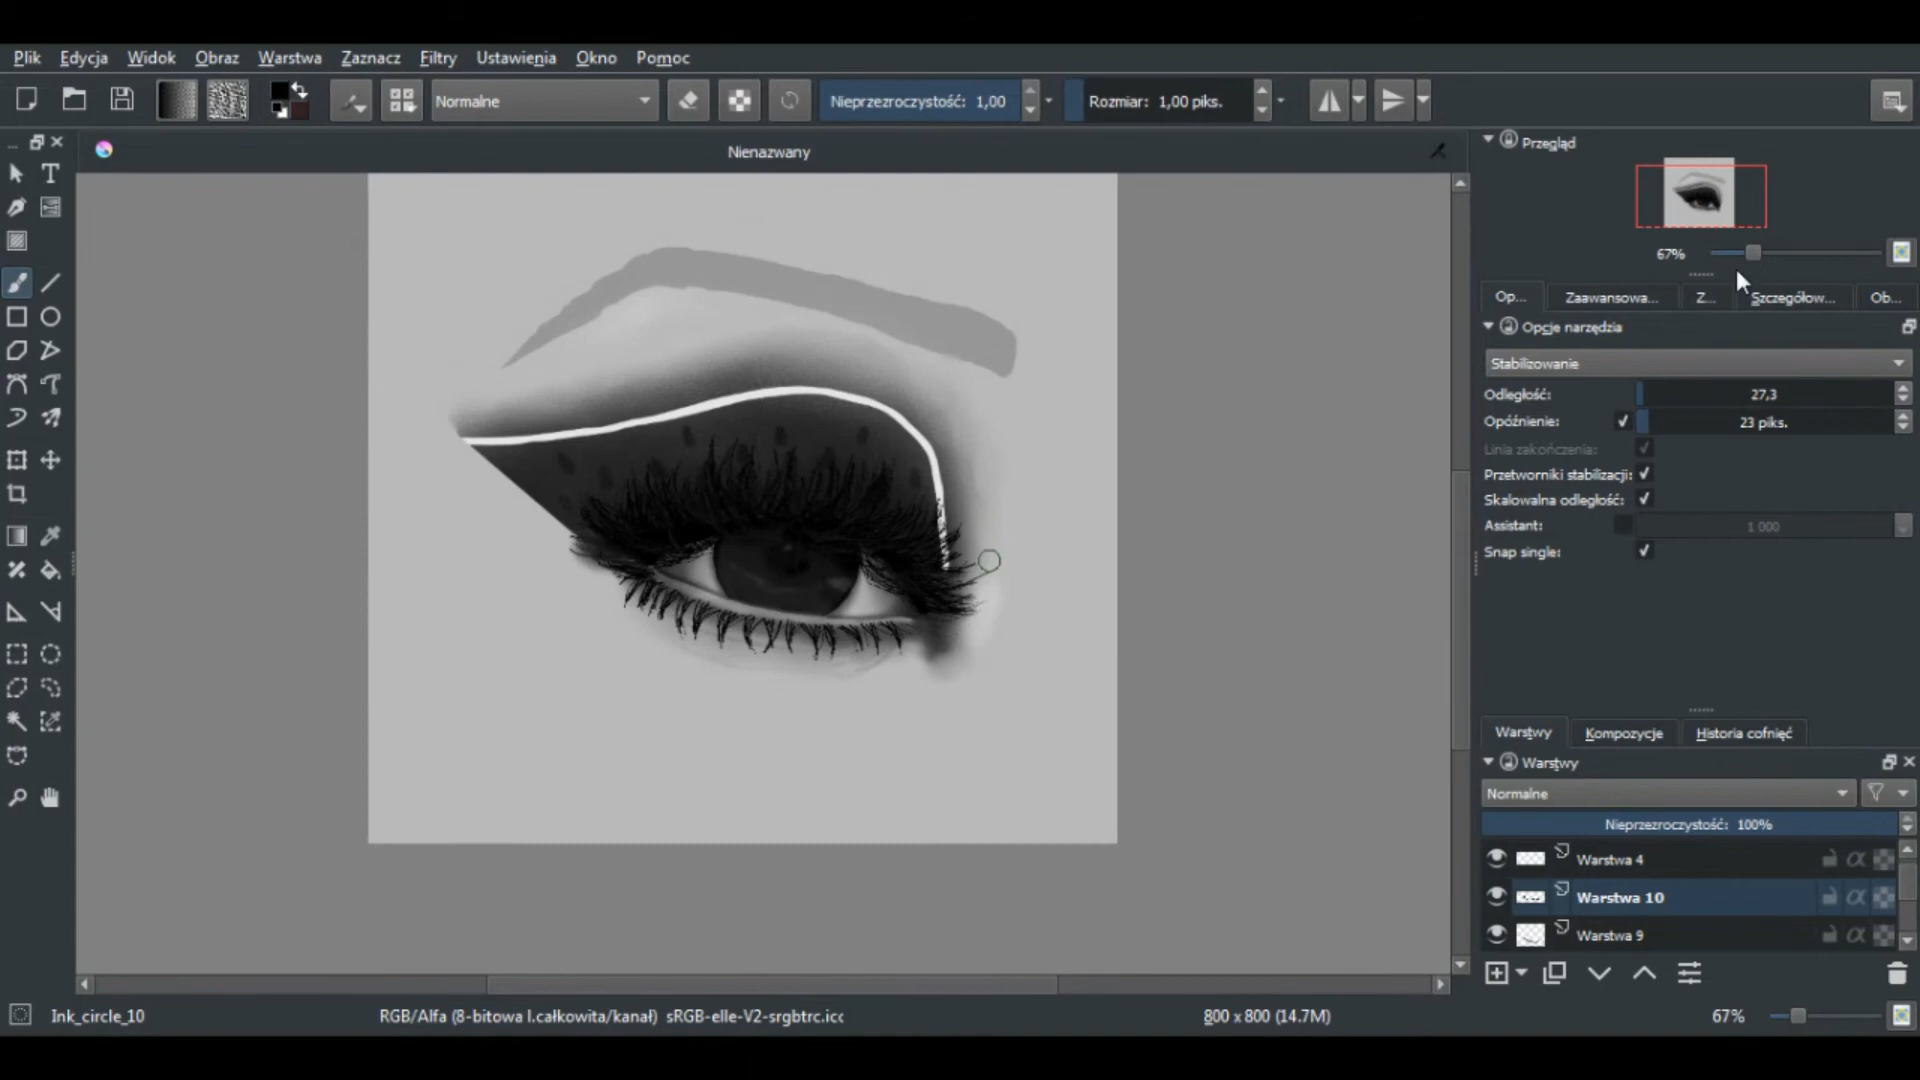 Plik Edycja Widok Obraz Warstwa Zaznacz Filtry Ustawienia Okno Pomoc
Normalne Nieprzezroczystość: 1,00 Rozmiar: 1,00 piks.
Nienazwany
Przegląd
67%
Op... Zaawansowa... Z... Szczegółow... Ob...
Opcje narzędzia
Stabilizowanie
Odległość: 27,3
Opóźnienie: 23 piks.
Linia zakończenia:
Przetworniki stabilizacji:
Skalowalna odległość:
Assistant: 1 000
Snap single:
Warstwy Kompozycje Historia cofnięć
Warstwy
Normalne
Nieprzezroczystość: 100%
Warstwa 4
Warstwa 10
Warstwa 9
Ink_circle_10 RGB/Alfa (8-bitowa l.całkowita/kanał) sRGB-elle-V2-srgbtrc.icc 800 x 800 (14.7M) 67%